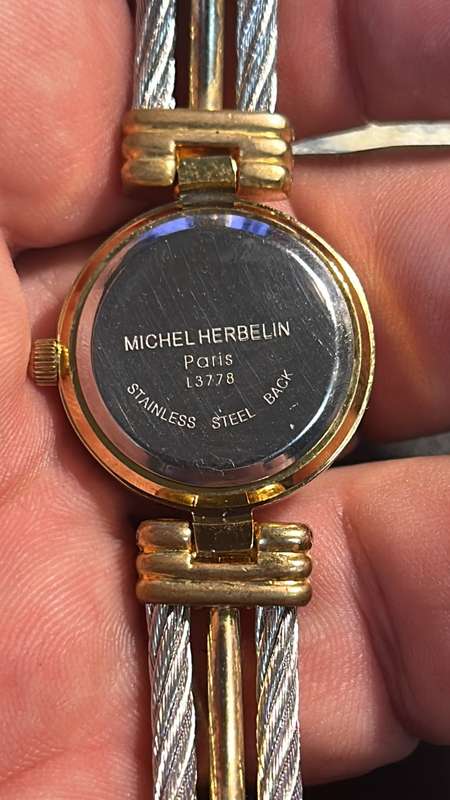 MICHEL HERBELIN
Paris
L3778
STAINLESS STEEL BACK